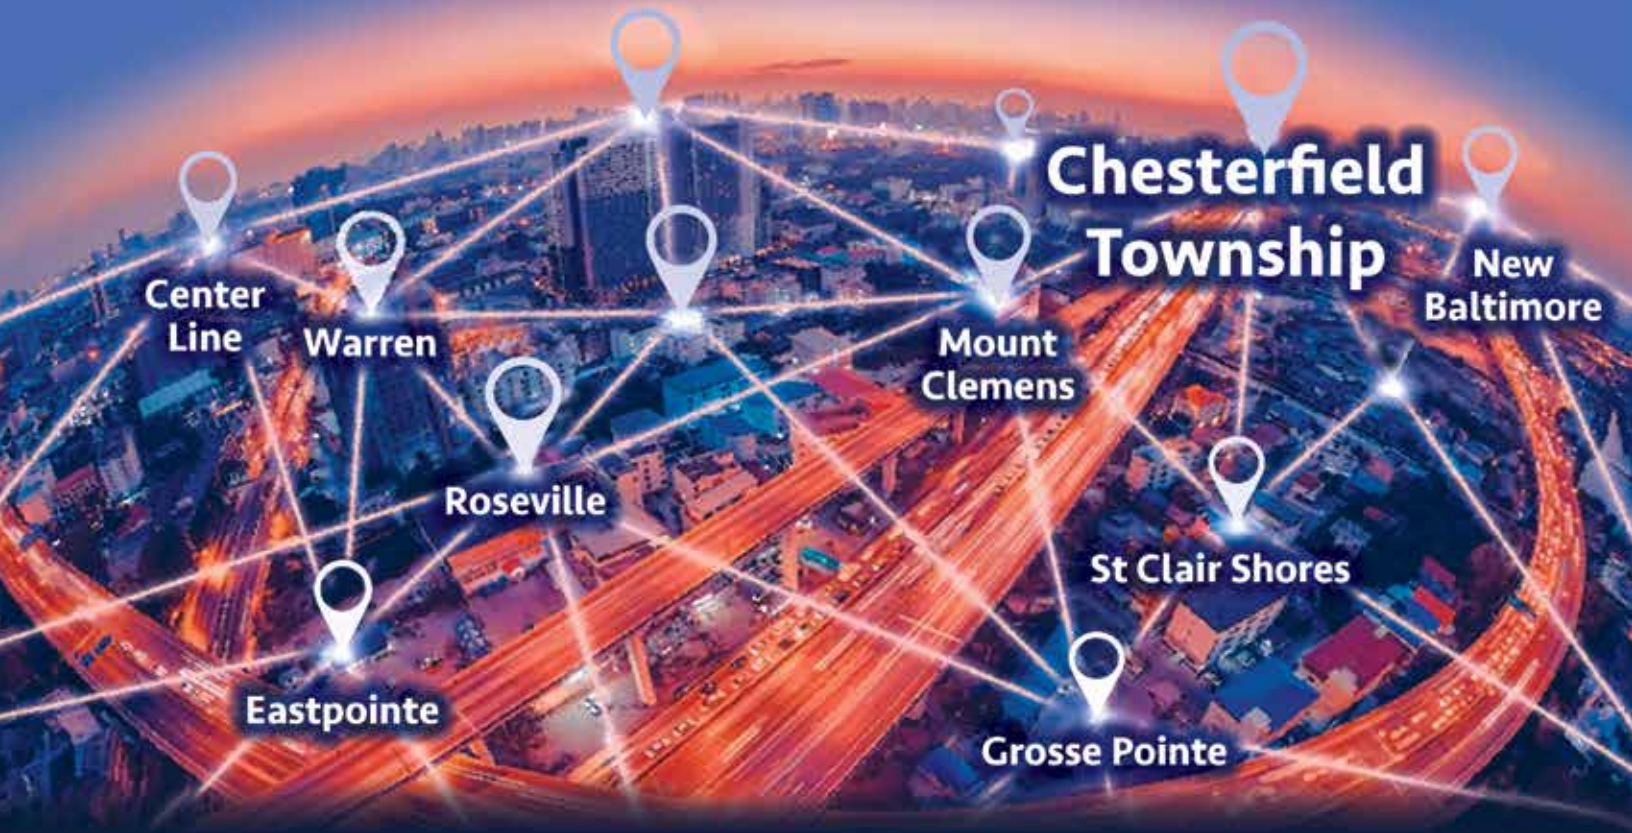 Chesterfield
Township
New
Baltimore
Center
Line
Warren
Mount
Clemens
Roseville
St Clair Shores
Eastpointe
Grosse Pointe